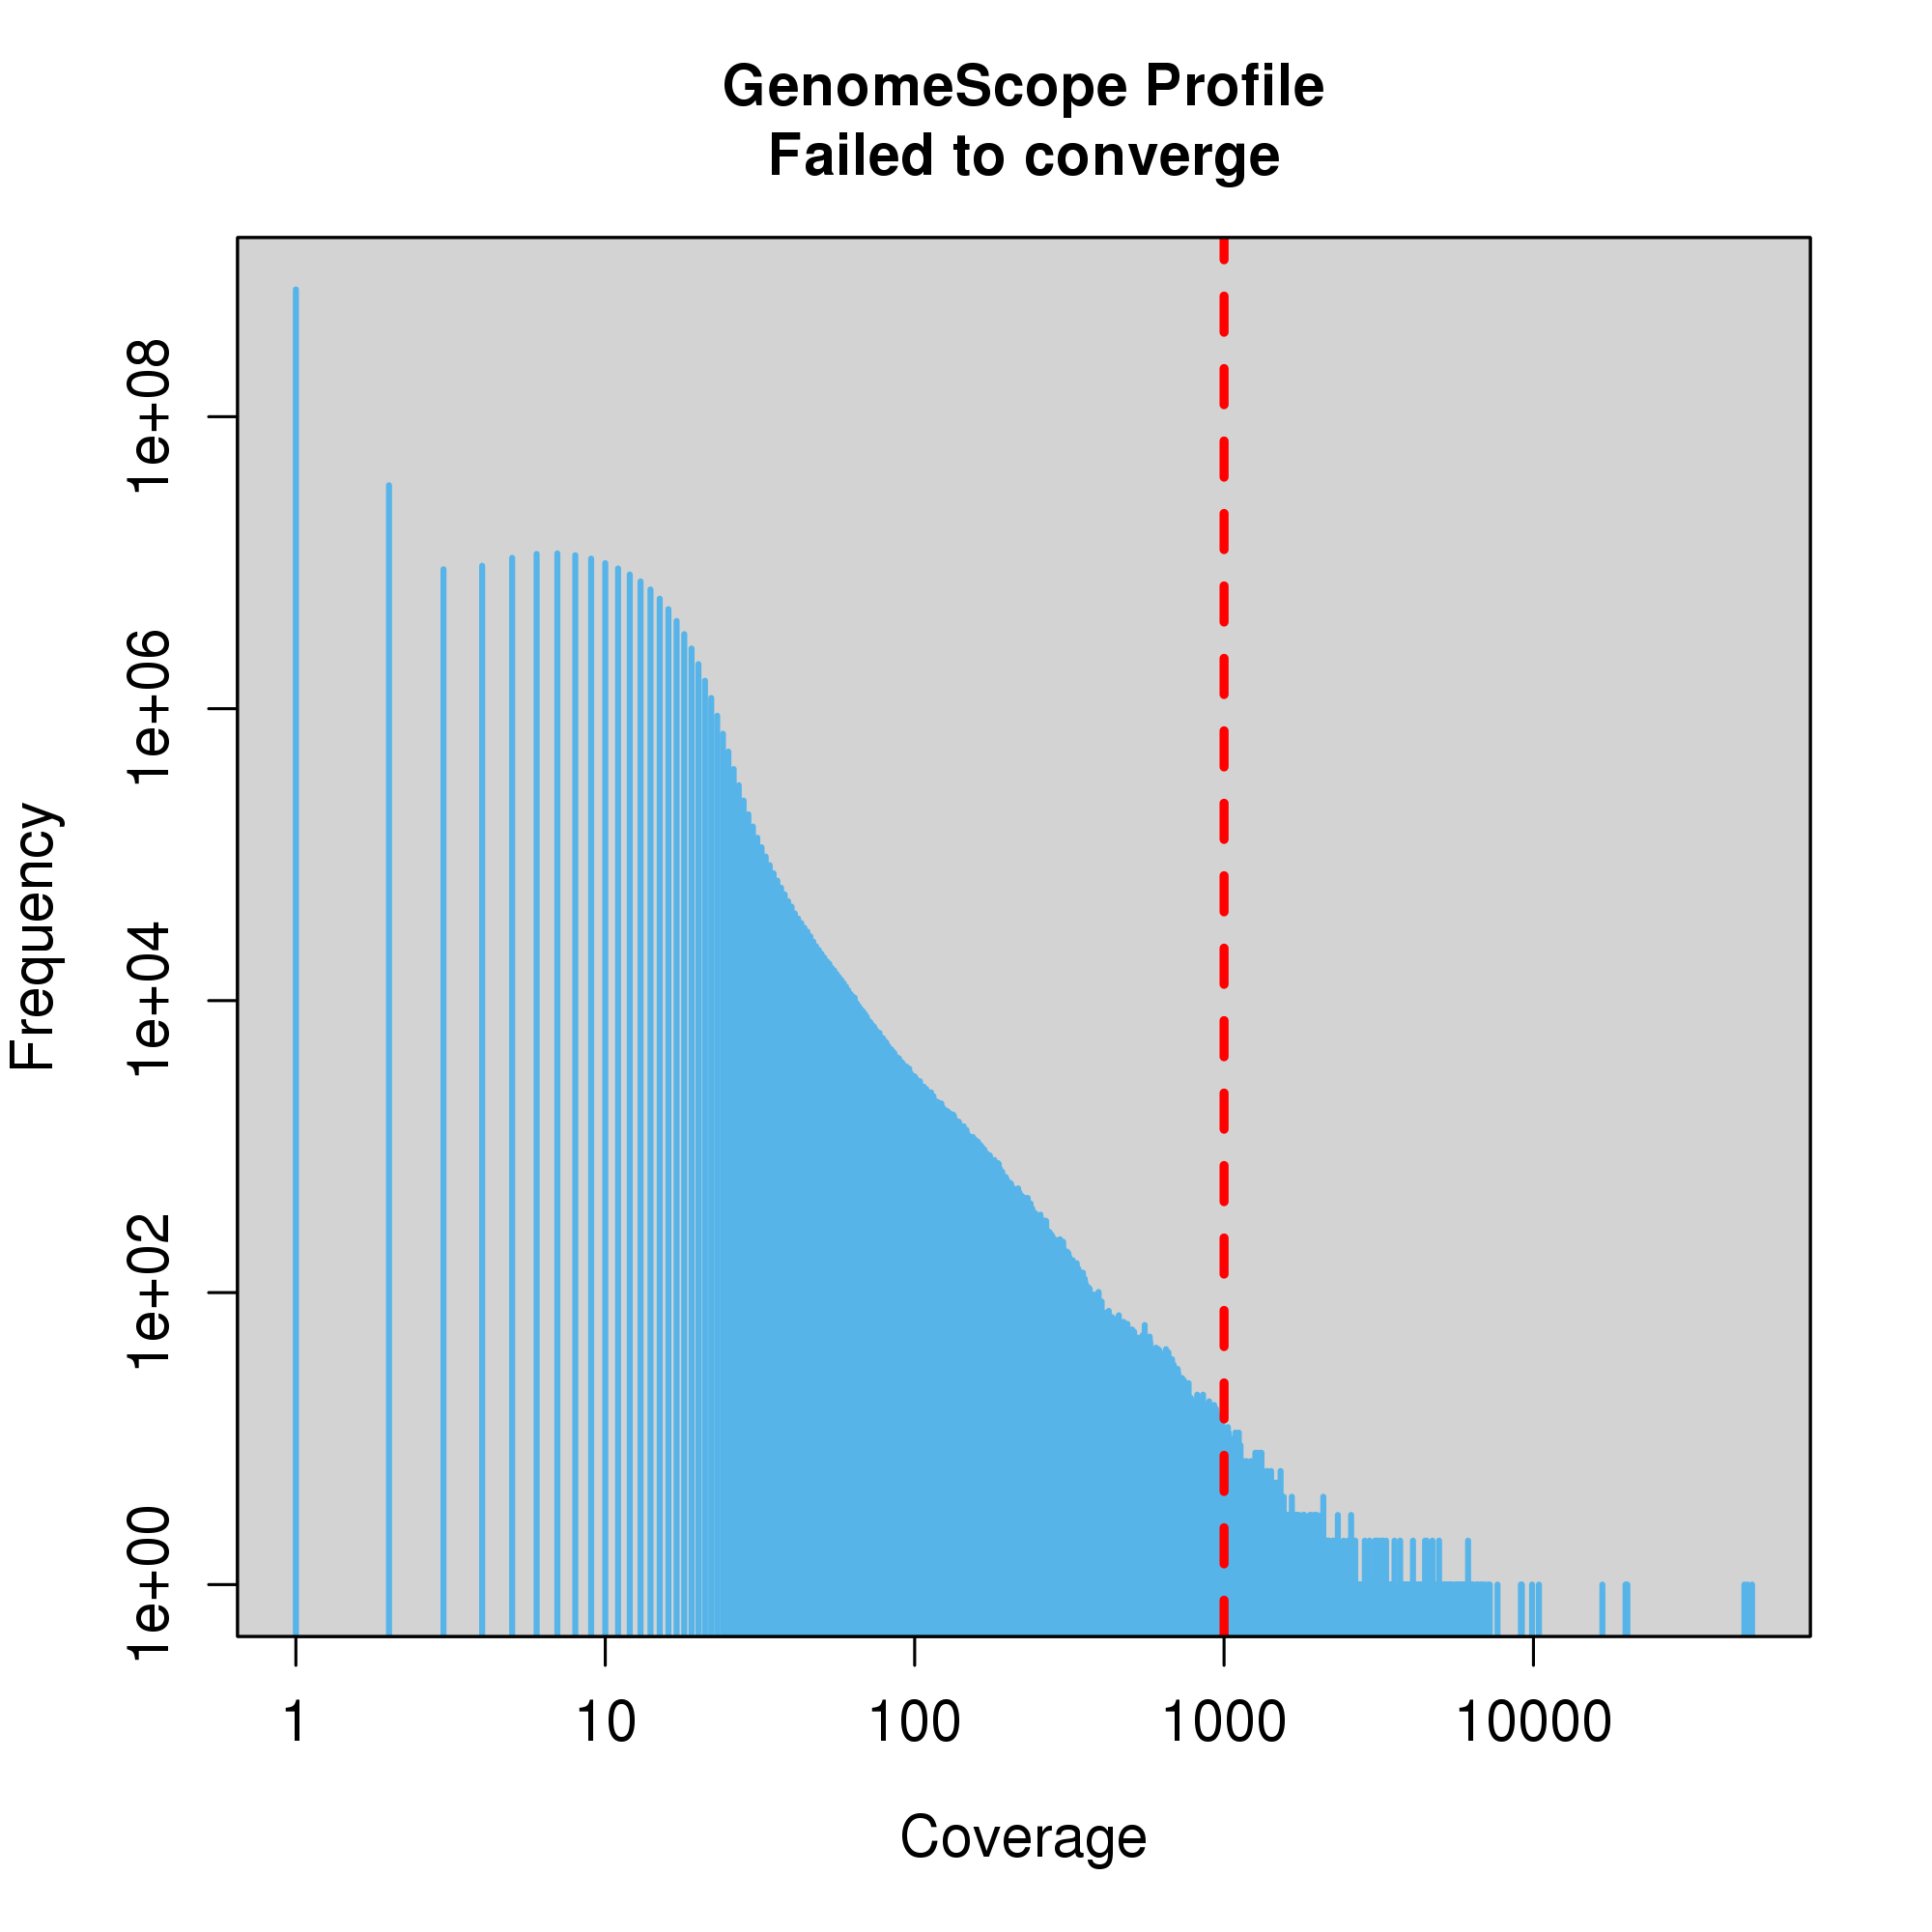 GenomeScope Profile
Failed to converge
1e+08
1e+06
1e+04
1e+02
1e+00
Frequency
1
10
100
1000
10000
Coverage